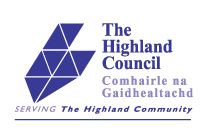 The
Highland
Council
Comhairle na
Gaidhealtachd
SERVING The Highland Community